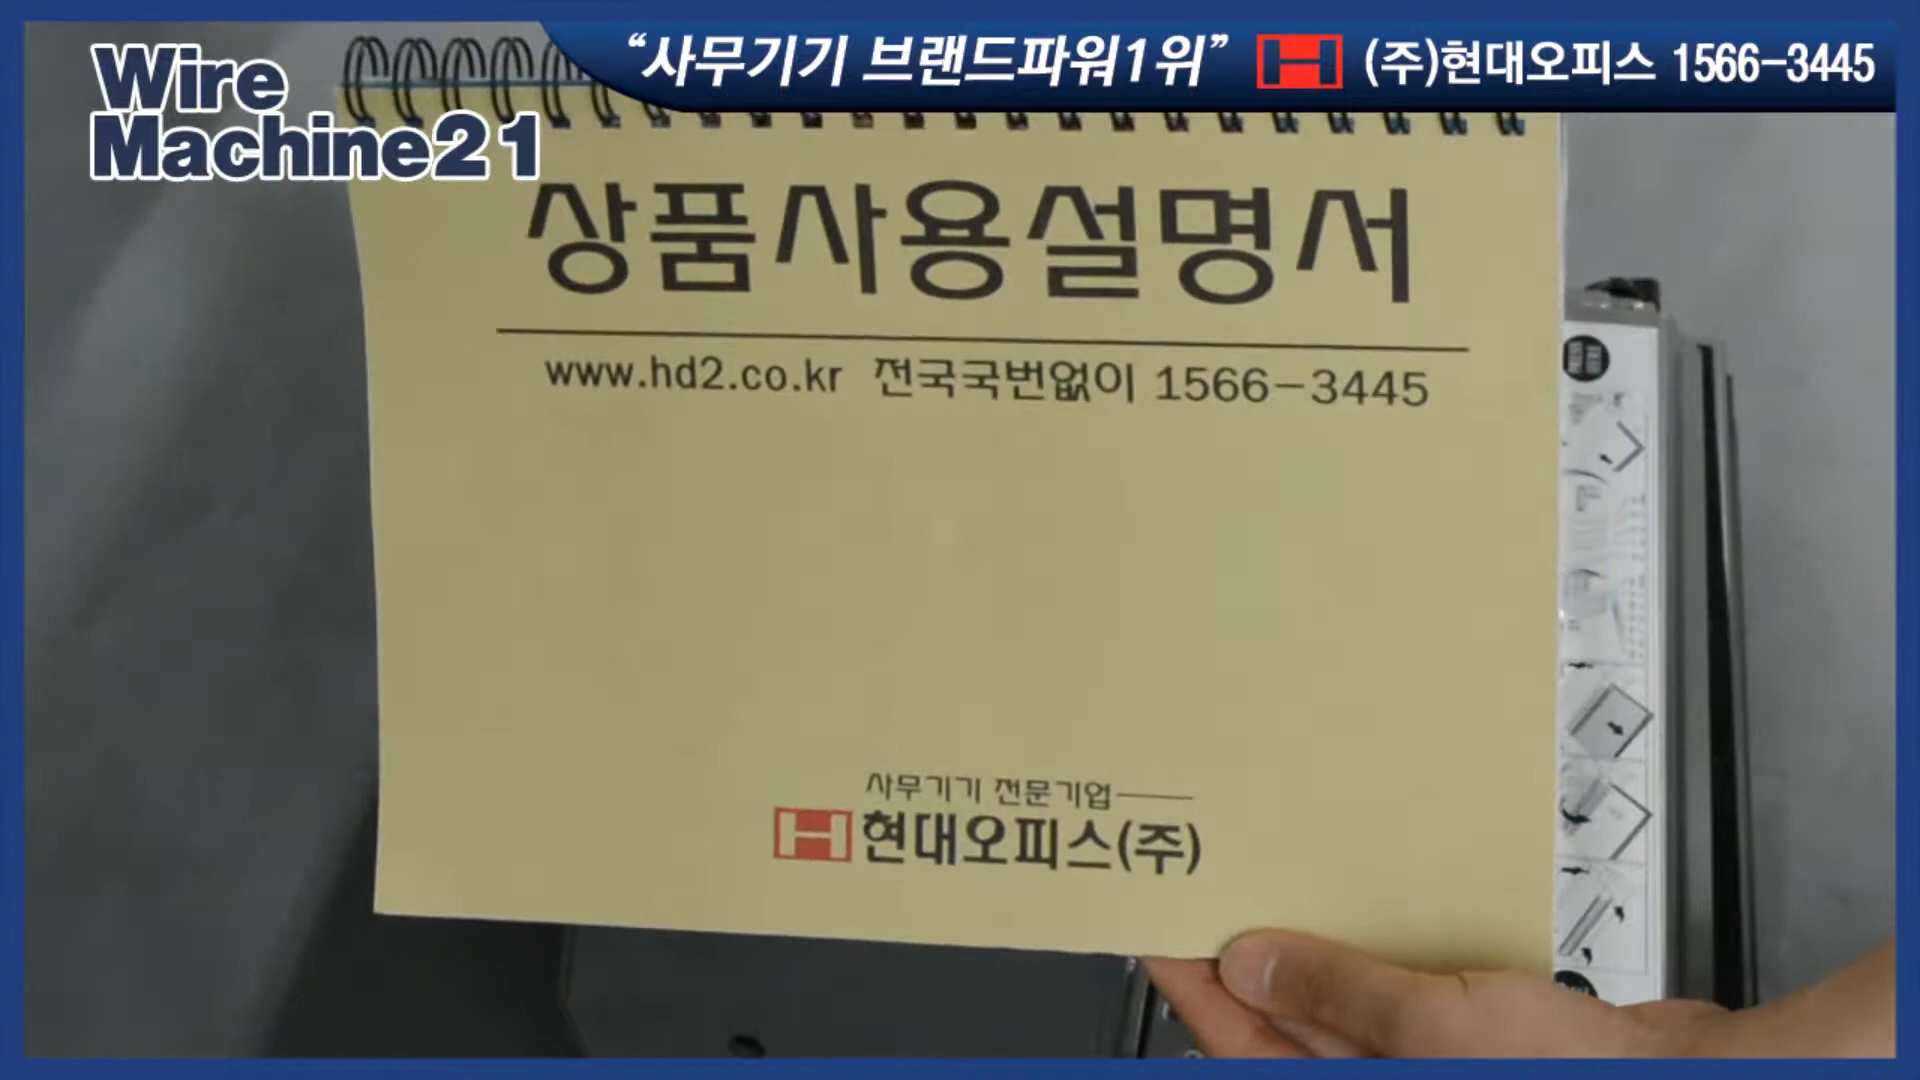 Wire
Machine21
“사무기기 브랜드파워1위” H (주)현대오피스 1566-3445
상품사용설명서
www.hd2.co.kr 전국국번없이 1566-3445
사무기기 전문기업
H 현대오피스(주)
PRESS
HERE